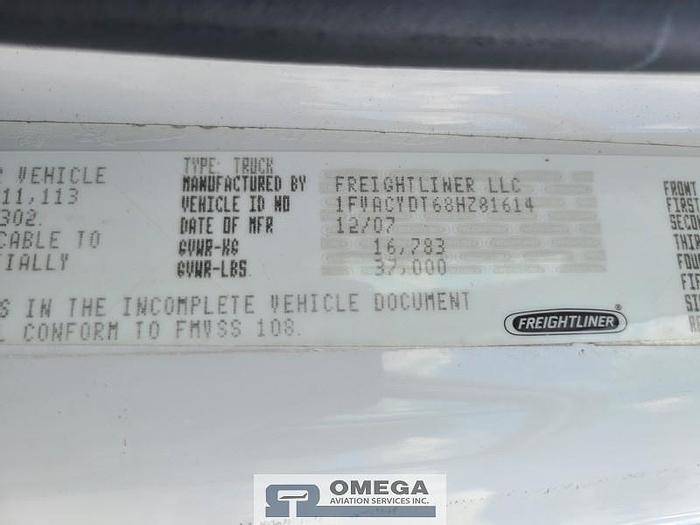 R VEHICLE
11,113
302.
CABLE TO
TIALLY
TYPE: TRUCK
MANUFACTURED BY FREIGHTLINER LLC
VEHICLE ID NO 1FVACYDT68HZ81614
DATE OF MFR 12/07
GVWR-KG 16,783
GVWR-LBS 37,000
S IN THE INCOMPLETE VEHICLE DOCUMENT
L CONFORM TO FMVSS 108.
FREIGHTLINER®
FRONT
FIRST
SECON
THIR
FOU
FIF
SI
OMEGA
AVIATION SERVICES INC.